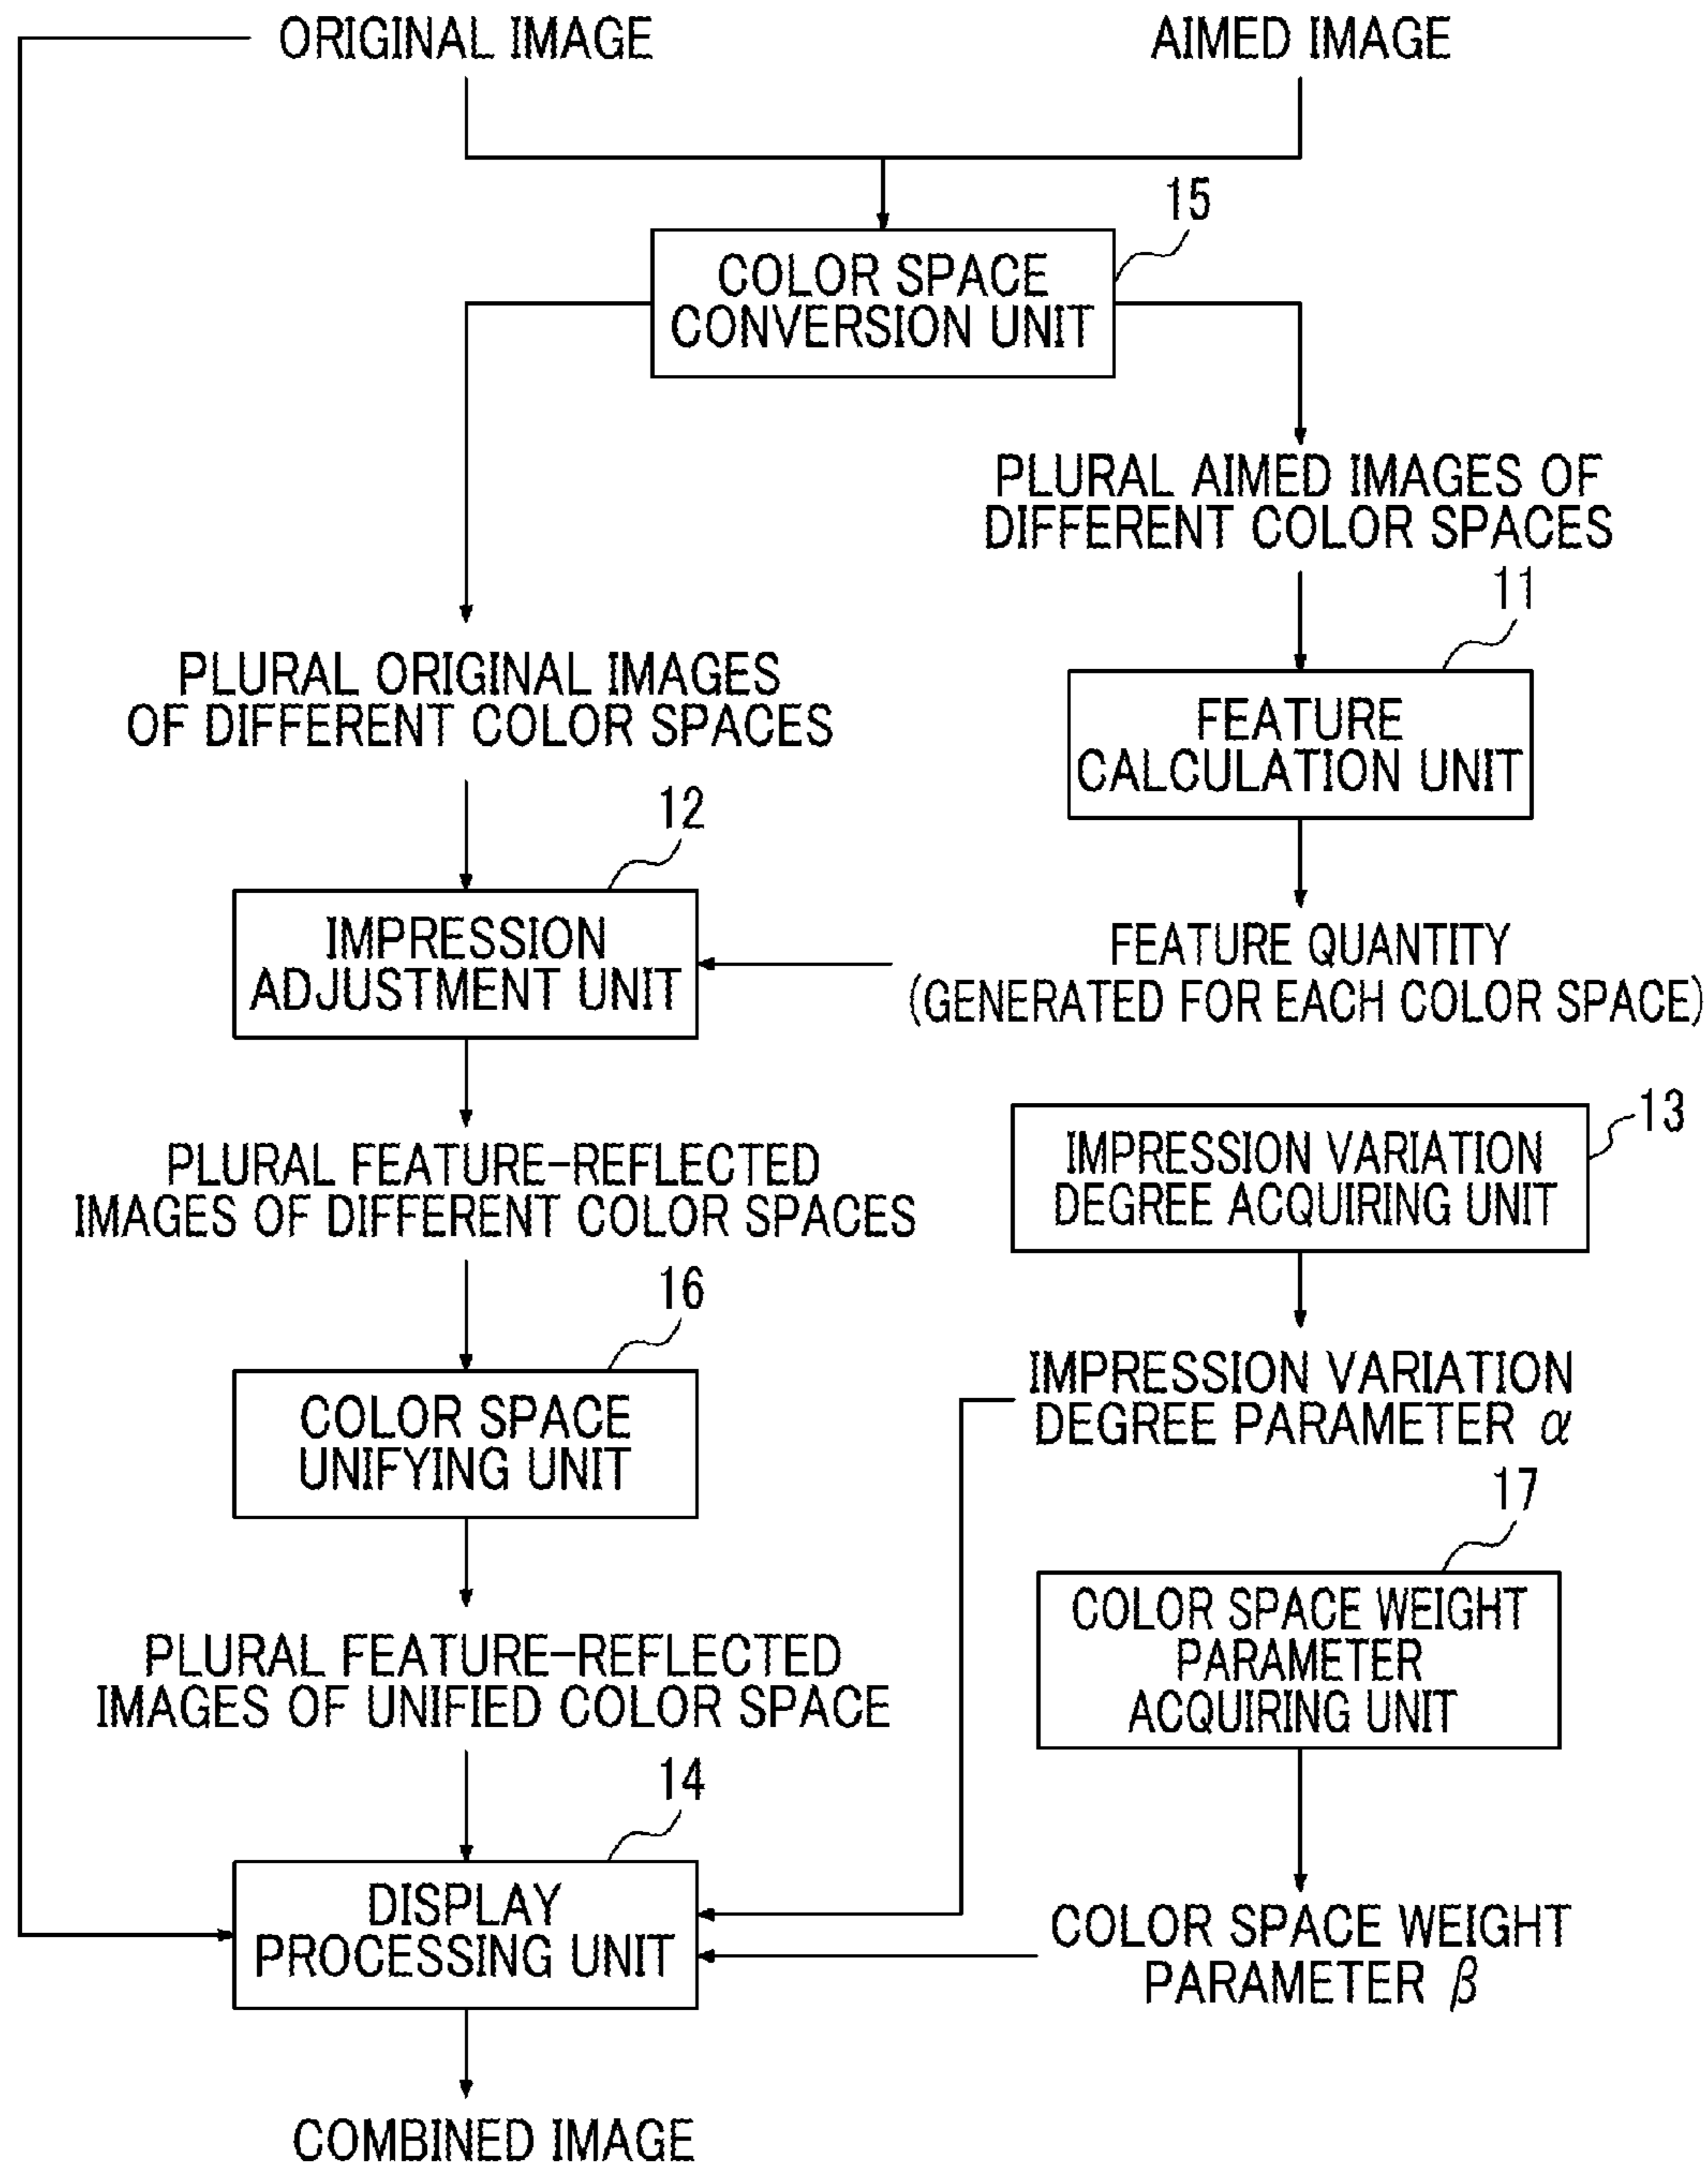 ORIGINAL IMAGE
AIMED IMAGE
15
COLOR SPACE
CONVERSION UNIT
PLURAL AIMED IMAGES OF
DIFFERENT COLOR SPACES
11
PLURAL ORIGINAL IMAGES
OF DIFFERENT COLOR SPACES
FEATURE
CALCULATION UNIT
12
IMPRESSION
ADJUSTMENT UNIT
FEATURE QUANTITY
(GENERATED FOR EACH COLOR SPACE)
13
PLURAL FEATURE-REFLECTED
IMAGES OF DIFFERENT COLOR SPACES
IMPRESSION VARIATION
DEGREE ACQUIRING UNIT
16
IMPRESSION VARIATION
DEGREE PARAMETER α
COLOR SPACE
UNIFYING UNIT
17
COLOR SPACE WEIGHT
PARAMETER
ACQUIRING UNIT
PLURAL FEATURE-REFLECTED
IMAGES OF UNIFIED COLOR SPACE
14
DISPLAY
PROCESSING UNIT
COLOR SPACE WEIGHT
PARAMETER β
COMBINED IMAGE